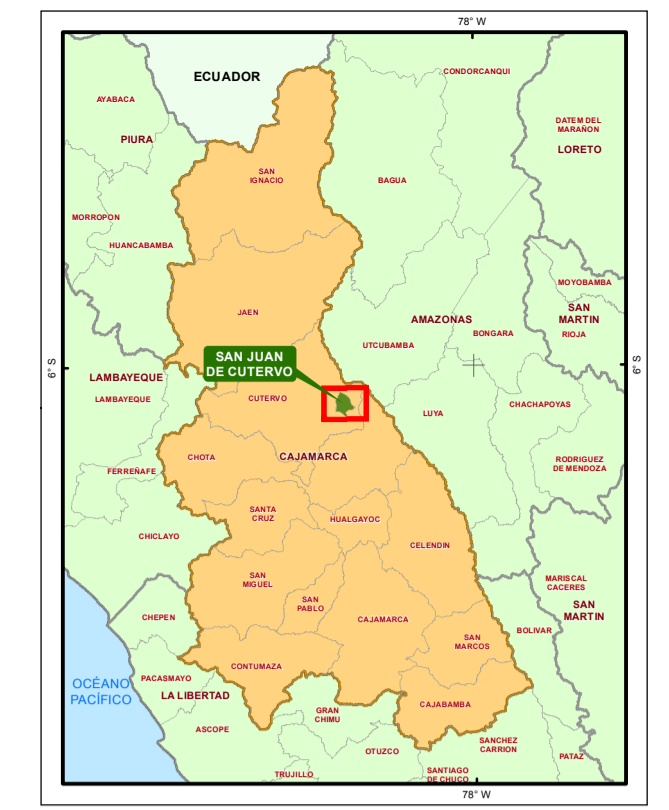 78° W
ECUADOR
CONDORCANQUI
AYABACA
DATEM DEL
MARAÑON
PIURA
LORETO
SAN
IGNACIO
BAGUA
MORROPON
HUANCABAMBA
MOYOBAMBA
JAEN
SAN
MARTIN
AMAZONAS
BONGARA
RIOJA
UTCUBAMBA
SAN JUAN
DE CUTERVO
6° S
6° S
LAMBAYEQUE
LAMBAYEQUE
CUTERVO
CHACHAPOYAS
LUYA
CHOTA
CAJAMARCA
FERREÑAFE
RODRIGUEZ
DE MENDOZA
SANTA
CRUZ
HUALGAYOC
CHICLAYO
CELENDIN
SAN
MIGUEL
MARISCAL
CACERES
SAN
PABLO
SAN
MARTIN
CHEPEN
CAJAMARCA
BOLIVAR
SAN
MARCOS
CONTUMAZA
PACASMAYO
OCÉANO
PACÍFICO
LA LIBERTAD
CAJABAMBA
GRAN
CHIMU
ASCOPE
SANCHEZ
CARRION
OTUZCO
PATAZ
TRUJILLO
SANTIAGO
DE CHUCO
78° W